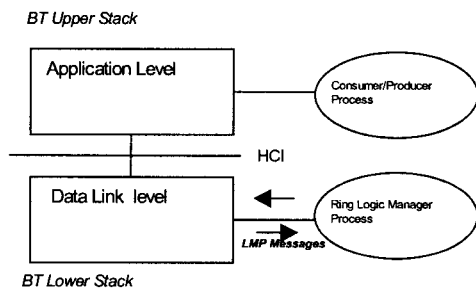 BT Upper Stack
Application Level
Consumer/Producer
Process
HCI
Data Link level
Ring Logic Manager
Process
LMP Messages
BT Lower Stack